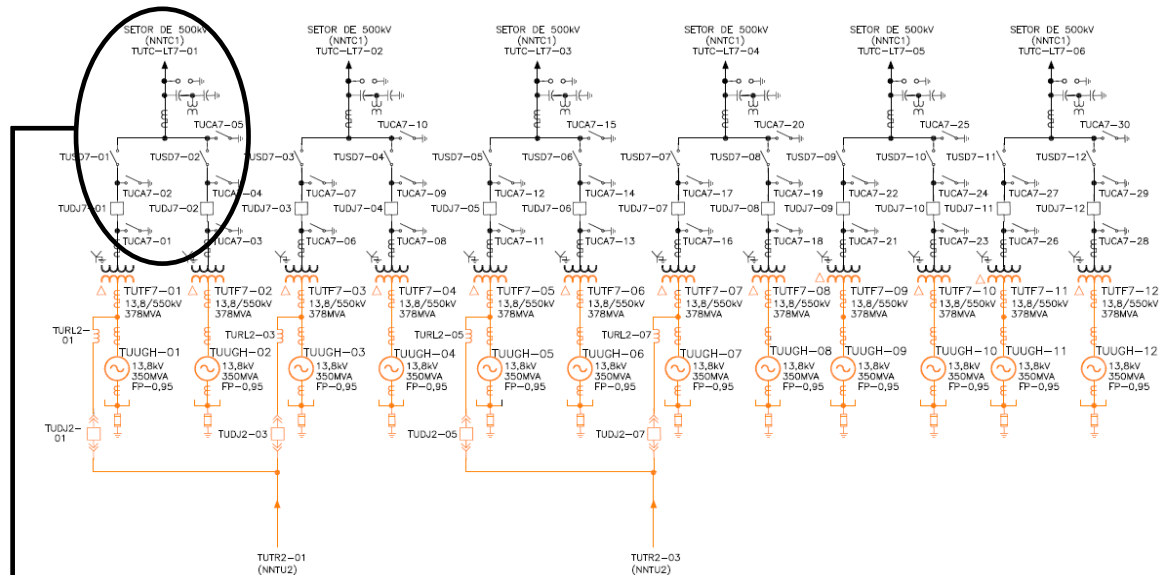 SETOR DE 500kV
(NNTC1)
TUTC-LT7-01
SETOR DE 500kV
(NNTC1)
TUTC-LT7-02
SETOR DE 500kV
(NNTC1)
TUTC-LT7-03
SETOR DE 500kV
(NNTC1)
TUTC-LT7-04
SETOR DE 500kV
(NNTC1)
TUTC-LT7-05
SETOR DE 500kV
(NNTC1)
TUTC-LT7-06
TUCA7-05
TUCA7-10
TUCA7-15
TUCA7-20
TUCA7-25
TUCA7-30
TUSD7-01
TUSD7-02
TUSD7-03
TUSD7-04
TUSD7-05
TUSD7-06
TUSD7-07
TUSD7-08
TUSD7-09
TUSD7-10
TUSD7-11
TUSD7-12
TUCA7-02
TUCA7-04
TUCA7-07
TUCA7-09
TUCA7-12
TUCA7-14
TUCA7-17
TUCA7-19
TUCA7-22
TUCA7-24
TUCA7-27
TUCA7-29
TUDJ7-01
TUDJ7-02
TUDJ7-03
TUDJ7-04
TUDJ7-05
TUDJ7-06
TUDJ7-07
TUDJ7-08
TUDJ7-09
TUDJ7-10
TUDJ7-11
TUDJ7-12
TUCA7-01
TUCA7-03
TUCA7-06
TUCA7-08
TUCA7-11
TUCA7-13
TUCA7-16
TUCA7-18
TUCA7-21
TUCA7-23
TUCA7-26
TUCA7-28
TUTF7-01
13,8/550kV
378MVA
TUTF7-02
13,8/550kV
378MVA
TUTF7-03
13,8/550kV
378MVA
TUTF7-04
13,8/550kV
378MVA
TUTF7-05
13,8/550kV
378MVA
TUTF7-06
13,8/550kV
378MVA
TUTF7-07
13,8/550kV
378MVA
TUTF7-08
13,8/550kV
378MVA
TUTF7-09
13,8/550kV
378MVA
TUTF7-10
13,8/550kV
378MVA
TUTF7-11
13,8/550kV
378MVA
TUTF7-12
13,8/550kV
378MVA
TURL2-
01
TURL2-03
TURL2-05
TURL2-07
TUUGH-01
13,8kV
350MVA
FP-0,95
TUUGH-02
13,8kV
350MVA
FP-0,95
TUUGH-03
13,8kV
350MVA
FP-0,95
TUUGH-04
13,8kV
350MVA
FP-0,95
TUUGH-05
13,8kV
350MVA
FP-0,95
TUUGH-06
13,8kV
350MVA
FP-0,95
TUUGH-07
13,8kV
350MVA
FP-0,95
TUUGH-08
13,8kV
350MVA
FP-0,95
TUUGH-09
13,8kV
350MVA
FP-0,95
TUUGH-10
13,8kV
350MVA
FP-0,95
TUUGH-11
13,8kV
350MVA
FP-0,95
TUUGH-12
13,8kV
350MVA
FP-0,95
TUDJ2-
01
TUDJ2-03
TUDJ2-05
TUDJ2-07
TUTR2-01
(NNTU2)
TUTR2-03
(NNTU2)